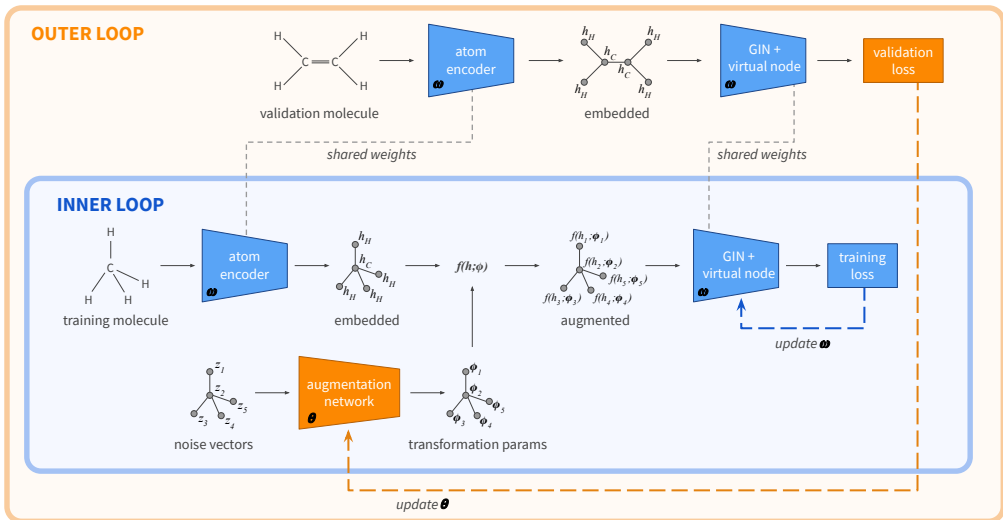 OUTER LOOP
H H
C C
H H
validation molecule
atom
encoder
ω
h_H h_H
h_C
h_C
h_H h_H
embedded
GIN +
virtual node
ω
validation
loss
shared weights
shared weights
INNER LOOP
H
C
H H H
training molecule
atom
encoder
ω
h_H
h_C
h_H
h_H h_H
embedded
f(h;ϕ)
f(h_1;ϕ_1)
f(h_2;ϕ_2)
f(h_5;ϕ_5)
f(h_3;ϕ_3) f(h_4;ϕ_4)
augmented
GIN +
virtual node
ω
training
loss
update ω
z_1
z_2
z_5
z_3 z_4
noise vectors
augmentation
network
θ
ϕ_1
ϕ_2
ϕ_5
ϕ_3 ϕ_4
transformation params
update θ